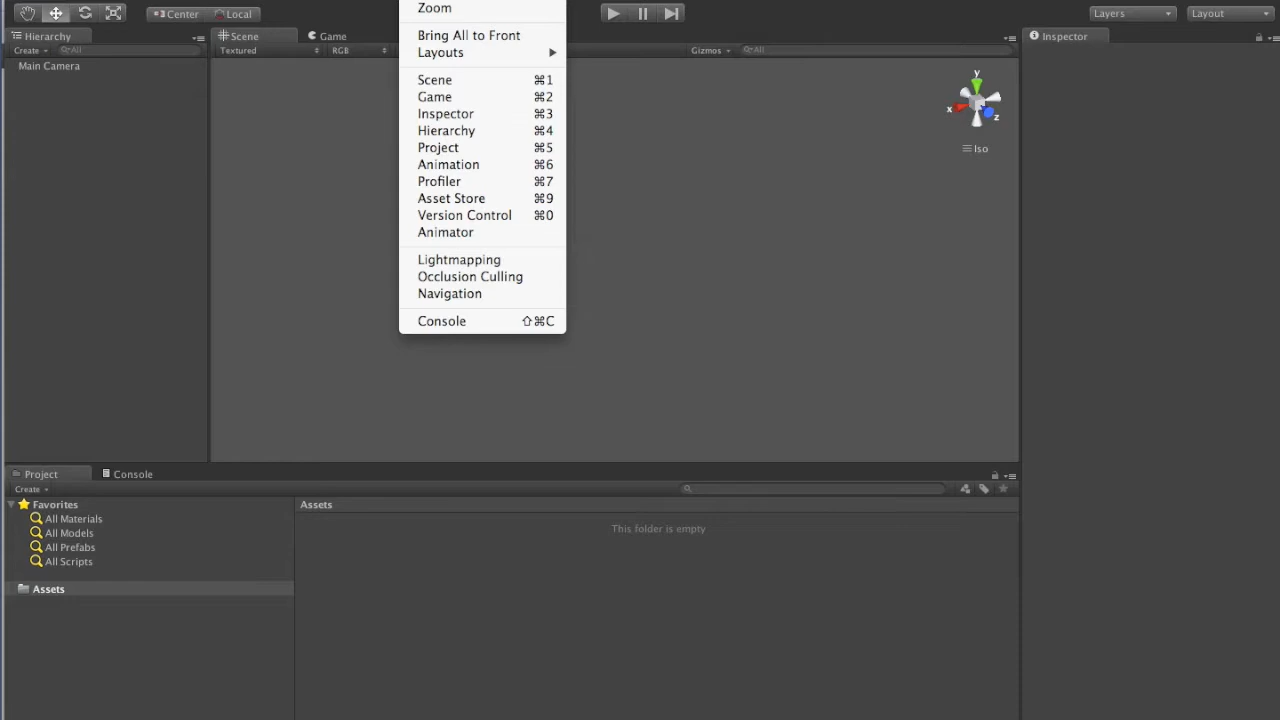 Center
Local
Layers
Layout
Zoom
Bring All to Front
Layouts
Scene ⌘1
Game ⌘2
Inspector ⌘3
Hierarchy ⌘4
Project ⌘5
Animation ⌘6
Profiler ⌘7
Asset Store ⌘9
Version Control ⌘0
Animator
Lightmapping
Occlusion Culling
Navigation
Console ⇧⌘C
Hierarchy
Create
All
Main Camera
Scene
Game
Textured
RGB
Gizmos
All
y
x
z
Iso
Inspector
Project
Console
Create
Favorites
All Materials
All Models
All Prefabs
All Scripts
Assets
Assets
This folder is empty